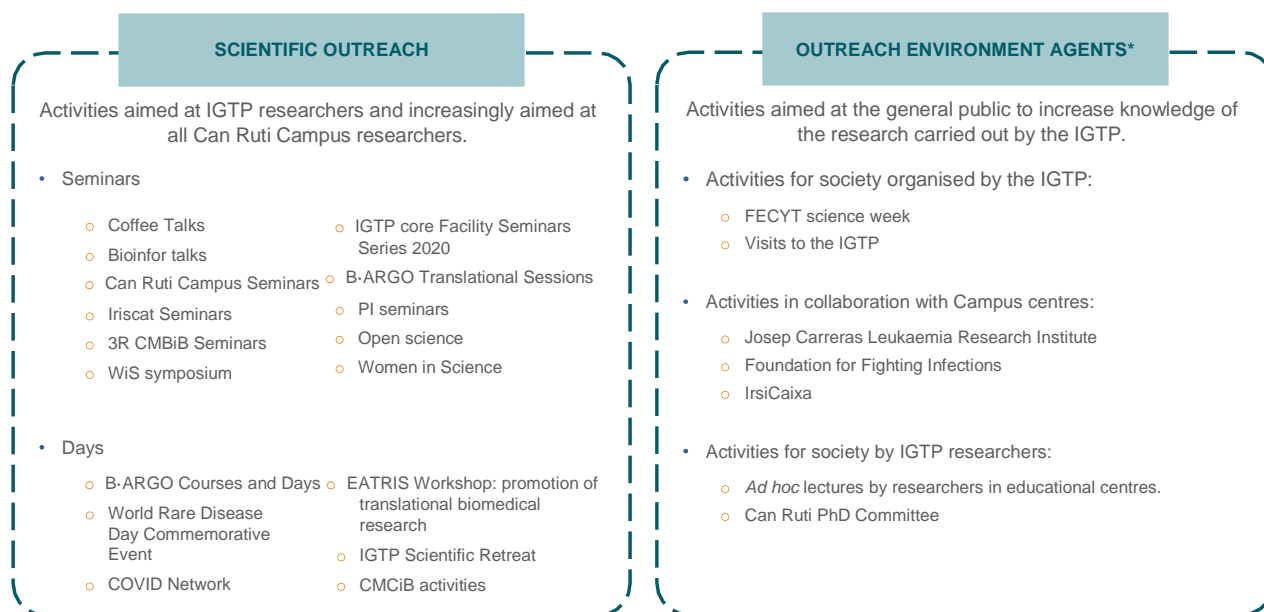 SCIENTIFIC OUTREACH
Activities aimed at IGTP researchers and increasingly aimed at
all Can Ruti Campus researchers.
• Seminars
o Coffee Talks
o Bioinfor talks
o Can Ruti Campus Seminars
o Iriscat Seminars
o 3R CMBiB Seminars
o WiS symposium
o IGTP core Facility Seminars
Series 2020
o B·ARGO Translational Sessions
o PI seminars
o Open science
o Women in Science
• Days
o B·ARGO Courses and Days
o World Rare Disease
Day Commemorative
Event
o COVID Network
o EATRIS Workshop: promotion of
translational biomedical
research
o IGTP Scientific Retreat
o CMCiB activities
OUTREACH ENVIRONMENT AGENTS*
Activities aimed at the general public to increase knowledge of
the research carried out by the IGTP.
• Activities for society organised by the IGTP:
o FECYT science week
o Visits to the IGTP
• Activities in collaboration with Campus centres:
o Josep Carreras Leukaemia Research Institute
o Foundation for Fighting Infections
o IrsiCaixa
• Activities for society by IGTP researchers:
o Ad hoc lectures by researchers in educational centres.
o Can Ruti PhD Committee